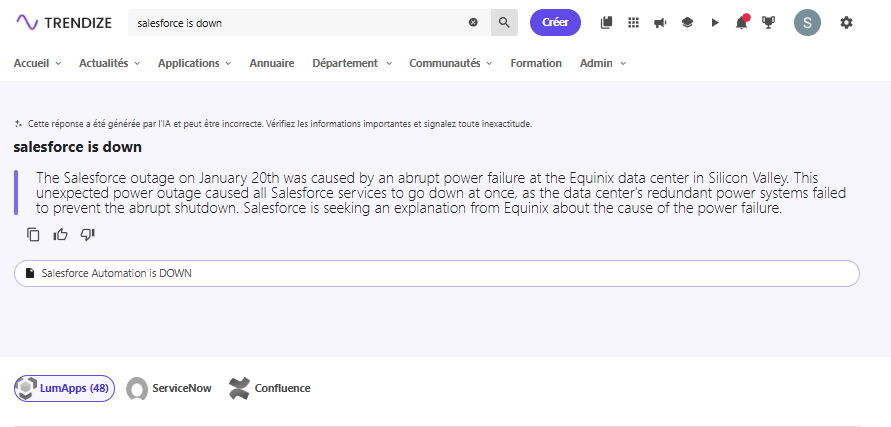 TRENDIZE
salesforce is down
Créer
S
Accueil Actualités Applications Annuaire Département Communautés Formation Admin
Cette réponse a été générée par l'IA et peut être incorrecte. Vérifiez les informations importantes et signalez toute inexactitude.
salesforce is down
The Salesforce outage on January 20th was caused by an abrupt power failure at the Equinix data center in Silicon Valley. This
unexpected power outage caused all Salesforce services to go down at once, as the data center's redundant power systems failed
to prevent the abrupt shutdown. Salesforce is seeking an explanation from Equinix about the cause of the power failure.
Salesforce Automation is DOWN
LumApps (48) ServiceNow Confluence